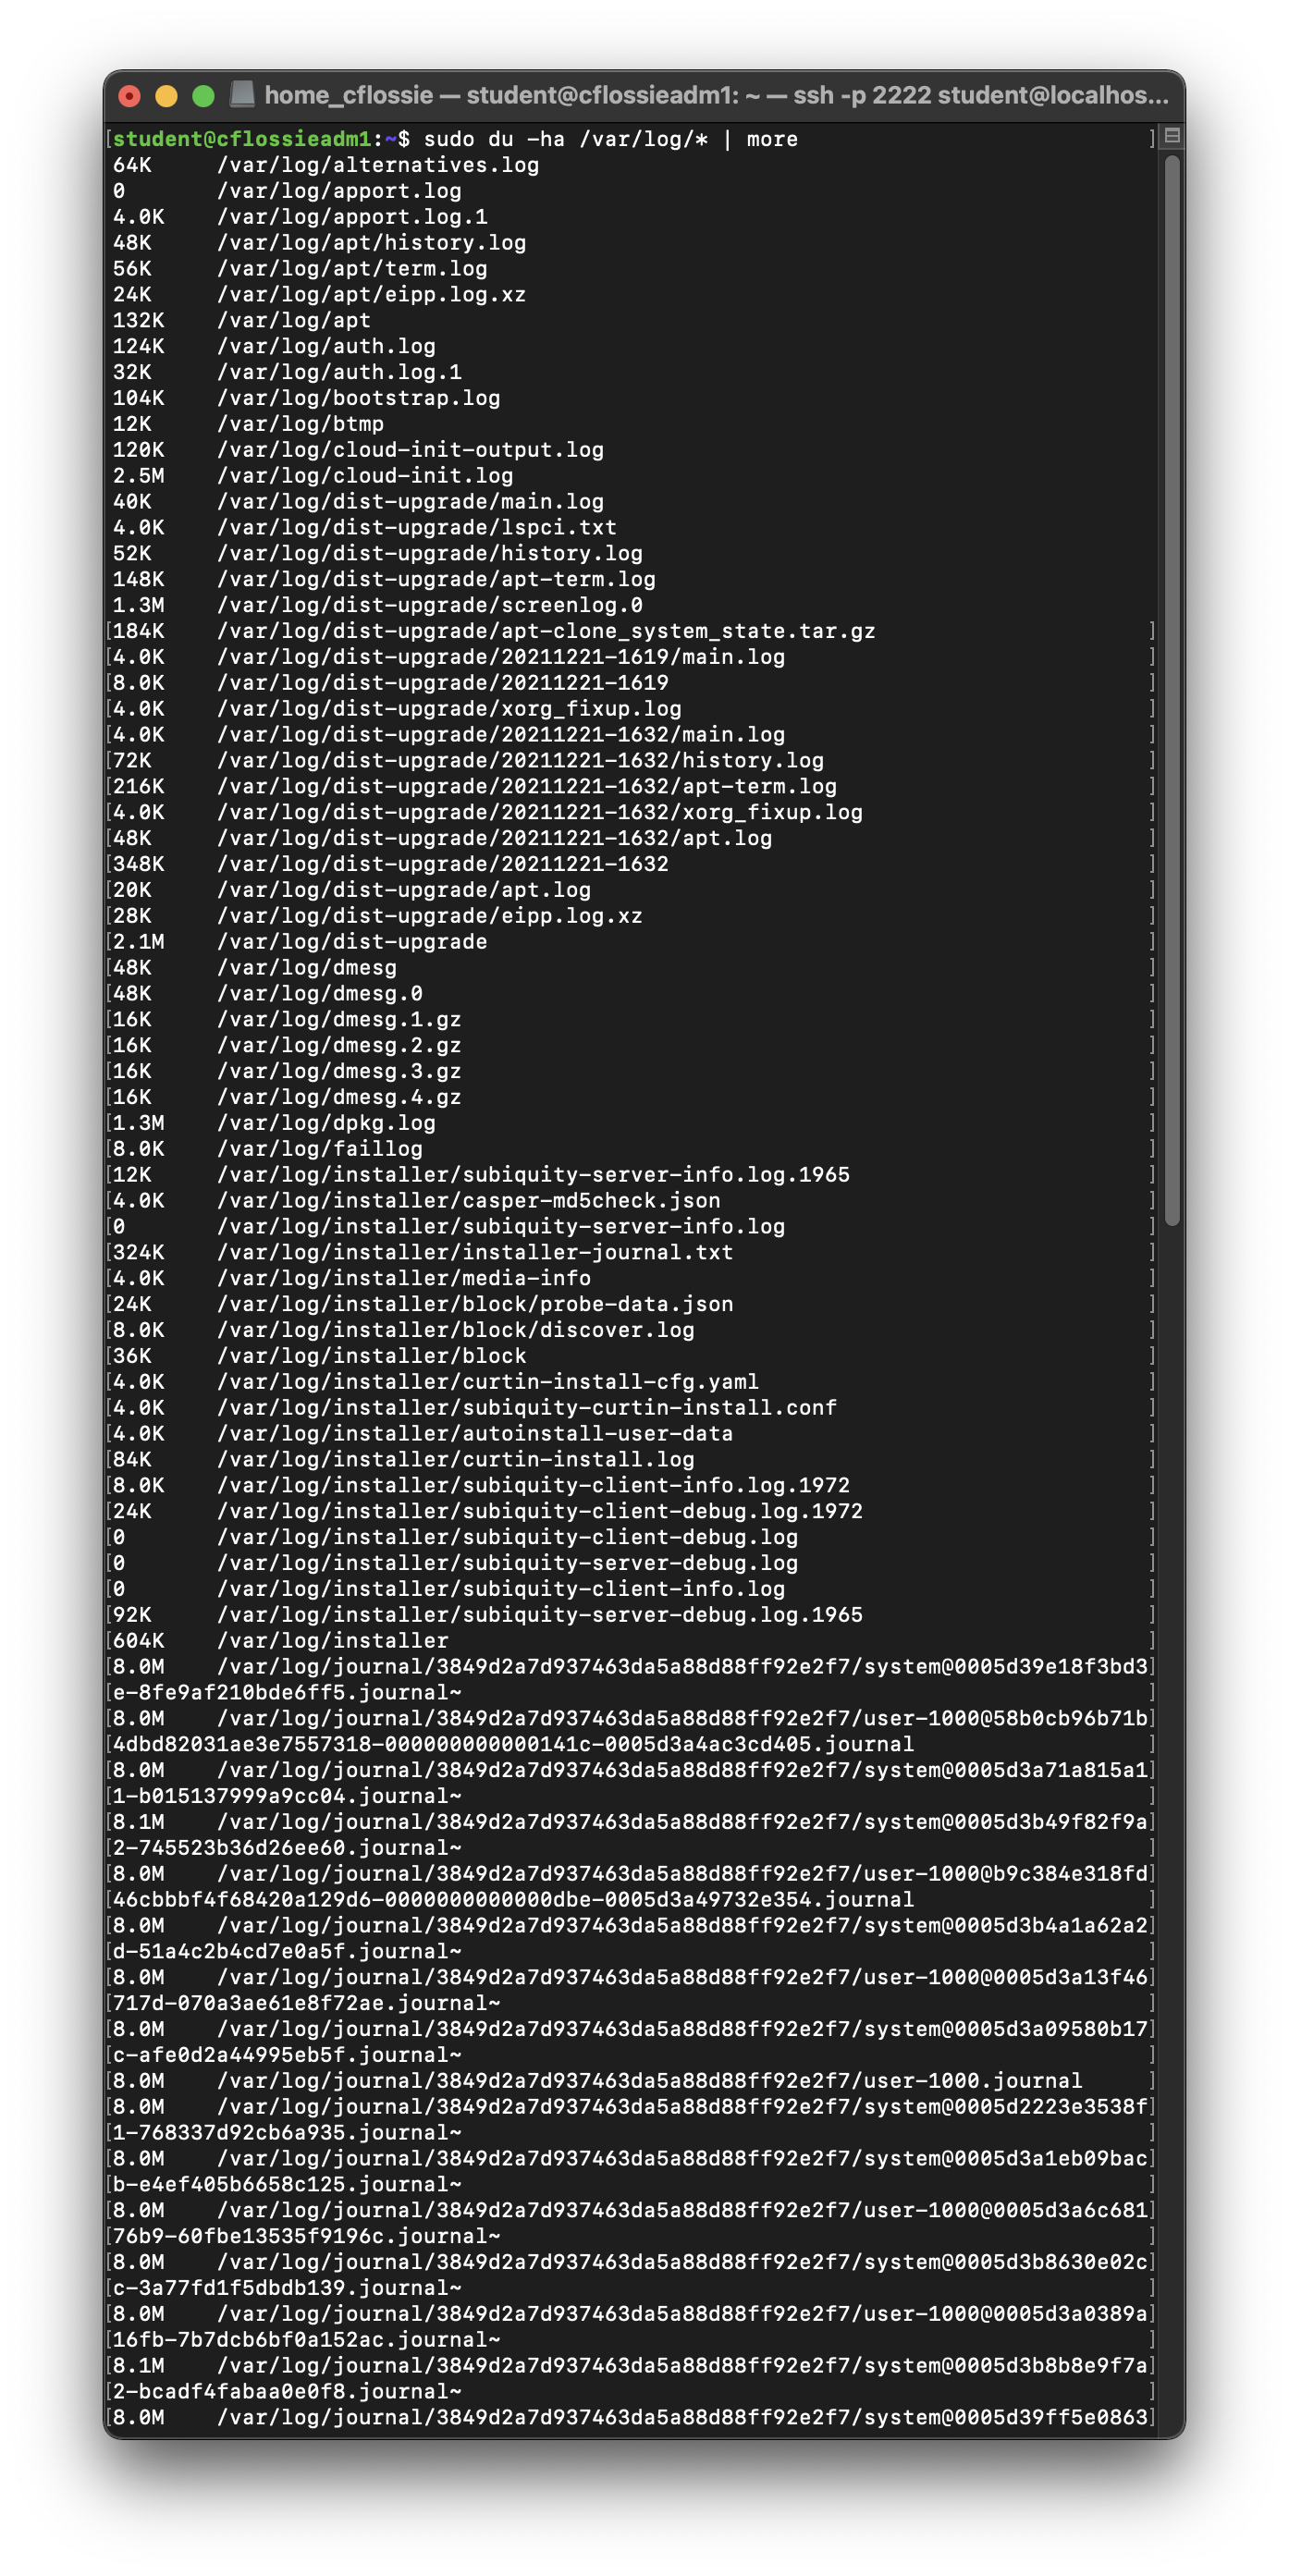 home_cflossie — student@cflossieadm1: ~ — ssh -p 2222 student@localhos...
[student@cflossieadm1:~$ sudo du -ha /var/log/* | more ]
64K /var/log/alternatives.log
0 /var/log/apport.log
4.0K /var/log/apport.log.1
48K /var/log/apt/history.log
56K /var/log/apt/term.log
24K /var/log/apt/eipp.log.xz
132K /var/log/apt
124K /var/log/auth.log
32K /var/log/auth.log.1
104K /var/log/bootstrap.log
12K /var/log/btmp
120K /var/log/cloud-init-output.log
2.5M /var/log/cloud-init.log
40K /var/log/dist-upgrade/main.log
4.0K /var/log/dist-upgrade/lspci.txt
52K /var/log/dist-upgrade/history.log
148K /var/log/dist-upgrade/apt-term.log
1.3M /var/log/dist-upgrade/screenlog.0
[184K /var/log/dist-upgrade/apt-clone_system_state.tar.gz ]
[4.0K /var/log/dist-upgrade/20211221-1619/main.log ]
[8.0K /var/log/dist-upgrade/20211221-1619 ]
[4.0K /var/log/dist-upgrade/xorg_fixup.log ]
[4.0K /var/log/dist-upgrade/20211221-1632/main.log ]
[72K /var/log/dist-upgrade/20211221-1632/history.log ]
[216K /var/log/dist-upgrade/20211221-1632/apt-term.log ]
[4.0K /var/log/dist-upgrade/20211221-1632/xorg_fixup.log ]
[48K /var/log/dist-upgrade/20211221-1632/apt.log ]
[348K /var/log/dist-upgrade/20211221-1632 ]
[20K /var/log/dist-upgrade/apt.log ]
[28K /var/log/dist-upgrade/eipp.log.xz ]
[2.1M /var/log/dist-upgrade ]
[48K /var/log/dmesg ]
[48K /var/log/dmesg.0 ]
[16K /var/log/dmesg.1.gz ]
[16K /var/log/dmesg.2.gz ]
[16K /var/log/dmesg.3.gz ]
[16K /var/log/dmesg.4.gz ]
[1.3M /var/log/dpkg.log ]
[8.0K /var/log/faillog ]
[12K /var/log/installer/subiquity-server-info.log.1965 ]
[4.0K /var/log/installer/casper-md5check.json ]
[0 /var/log/installer/subiquity-server-info.log ]
[324K /var/log/installer/installer-journal.txt ]
[4.0K /var/log/installer/media-info ]
[24K /var/log/installer/block/probe-data.json ]
[8.0K /var/log/installer/block/discover.log ]
[36K /var/log/installer/block ]
[4.0K /var/log/installer/curtin-install-cfg.yaml ]
[4.0K /var/log/installer/subiquity-curtin-install.conf ]
[4.0K /var/log/installer/autoinstall-user-data ]
[84K /var/log/installer/curtin-install.log ]
[8.0K /var/log/installer/subiquity-client-info.log.1972 ]
[24K /var/log/installer/subiquity-client-debug.log.1972 ]
[0 /var/log/installer/subiquity-client-debug.log ]
[0 /var/log/installer/subiquity-server-debug.log ]
[0 /var/log/installer/subiquity-client-info.log ]
[92K /var/log/installer/subiquity-server-debug.log.1965 ]
[604K /var/log/installer ]
[8.0M /var/log/journal/3849d2a7d937463da5a88d88ff92e2f7/system@0005d39e18f3bd3]
[e-8fe9af210bde6ff5.journal~ ]
[8.0M /var/log/journal/3849d2a7d937463da5a88d88ff92e2f7/user-1000@58b0cb96b71b]
[4dbd82031ae3e7557318-000000000000141c-0005d3a4ac3cd405.journal ]
[8.0M /var/log/journal/3849d2a7d937463da5a88d88ff92e2f7/system@0005d3a71a815a1]
[1-b015137999a9cc04.journal~ ]
[8.1M /var/log/journal/3849d2a7d937463da5a88d88ff92e2f7/system@0005d3b49f82f9a]
[2-745523b36d26ee60.journal~ ]
[8.0M /var/log/journal/3849d2a7d937463da5a88d88ff92e2f7/user-1000@b9c384e318fd]
[46cbbbf4f68420a129d6-0000000000000dbe-0005d3a49732e354.journal ]
[8.0M /var/log/journal/3849d2a7d937463da5a88d88ff92e2f7/system@0005d3b4a1a62a2]
[d-51a4c2b4cd7e0a5f.journal~ ]
[8.0M /var/log/journal/3849d2a7d937463da5a88d88ff92e2f7/user-1000@0005d3a13f46]
[717d-070a3ae61e8f72ae.journal~ ]
[8.0M /var/log/journal/3849d2a7d937463da5a88d88ff92e2f7/system@0005d3a09580b17]
[c-afe0d2a44995eb5f.journal~ ]
[8.0M /var/log/journal/3849d2a7d937463da5a88d88ff92e2f7/user-1000.journal ]
[8.0M /var/log/journal/3849d2a7d937463da5a88d88ff92e2f7/system@0005d2223e3538f]
[1-768337d92cb6a935.journal~ ]
[8.0M /var/log/journal/3849d2a7d937463da5a88d88ff92e2f7/system@0005d3a1eb09bac]
[b-e4ef405b6658c125.journal~ ]
[8.0M /var/log/journal/3849d2a7d937463da5a88d88ff92e2f7/user-1000@0005d3a6c681]
[76b9-60fbe13535f9196c.journal~ ]
[8.0M /var/log/journal/3849d2a7d937463da5a88d88ff92e2f7/system@0005d3b8630e02c]
[c-3a77fd1f5dbdb139.journal~ ]
[8.0M /var/log/journal/3849d2a7d937463da5a88d88ff92e2f7/user-1000@0005d3a0389a]
[16fb-7b7dcb6bf0a152ac.journal~ ]
[8.1M /var/log/journal/3849d2a7d937463da5a88d88ff92e2f7/system@0005d3b8b8e9f7a]
[2-bcadf4fabaa0e0f8.journal~ ]
[8.0M /var/log/journal/3849d2a7d937463da5a88d88ff92e2f7/system@0005d39ff5e0863]